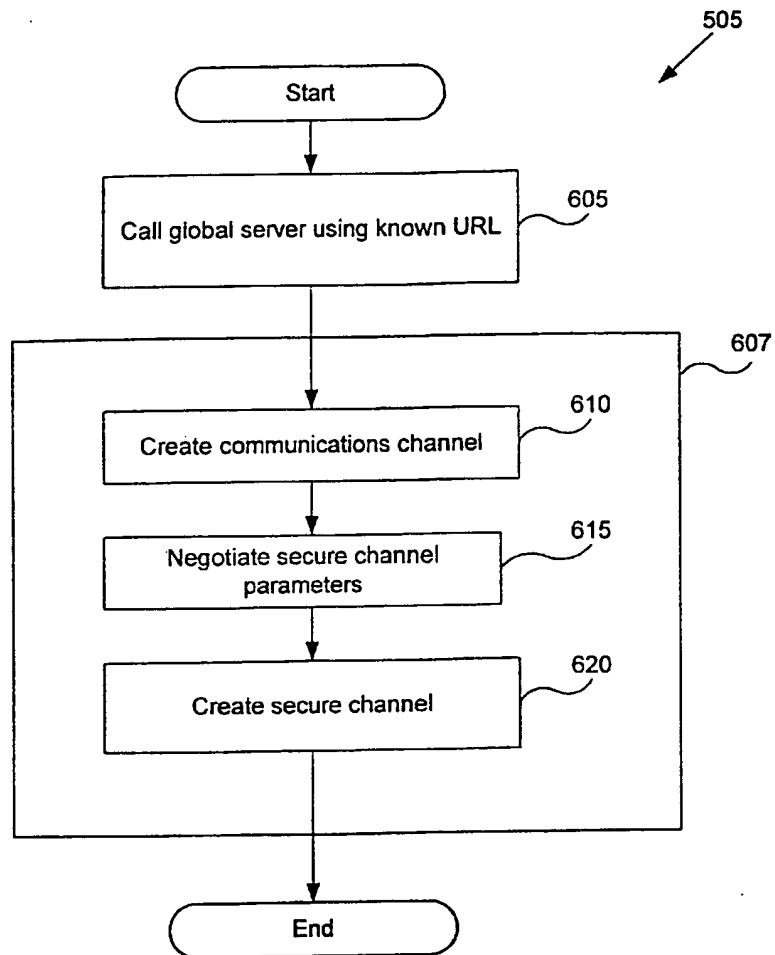 505
Start
Call global server using known URL
605
607
Create communications channel
610
Negotiate secure channel
parameters
615
Create secure channel
620
End